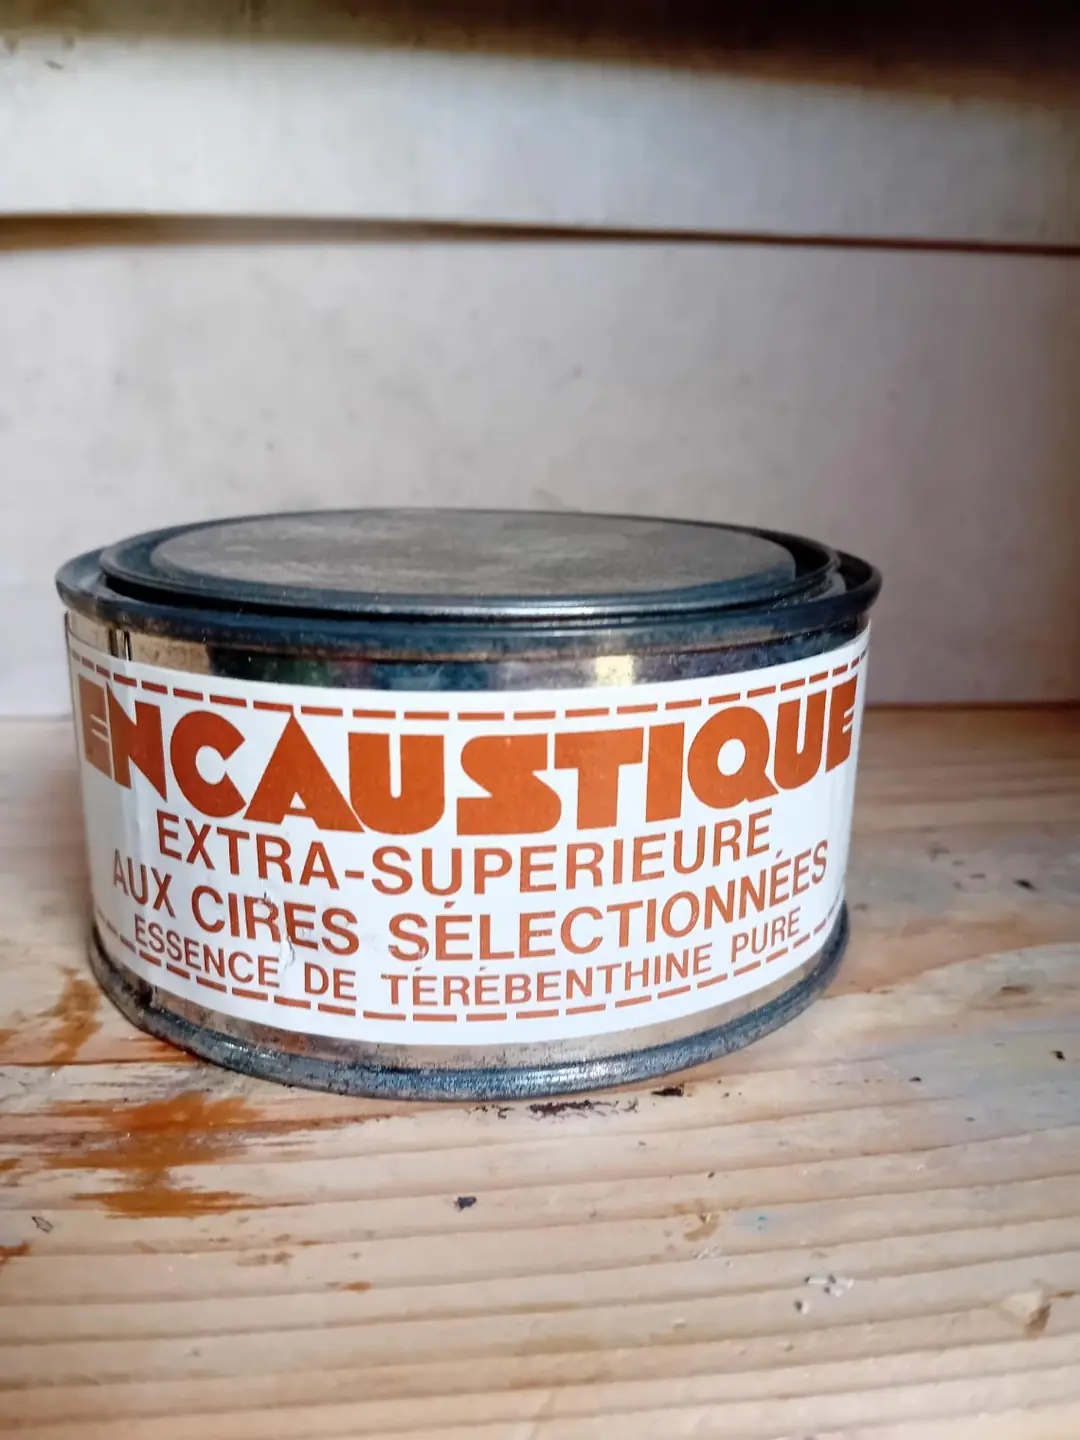 ENCAUSTIQUE
EXTRA-SUPERIEURE
AUX CIRES SÉLECTIONNÉES
ESSENCE DE TÉRÉBENTHINE PURE